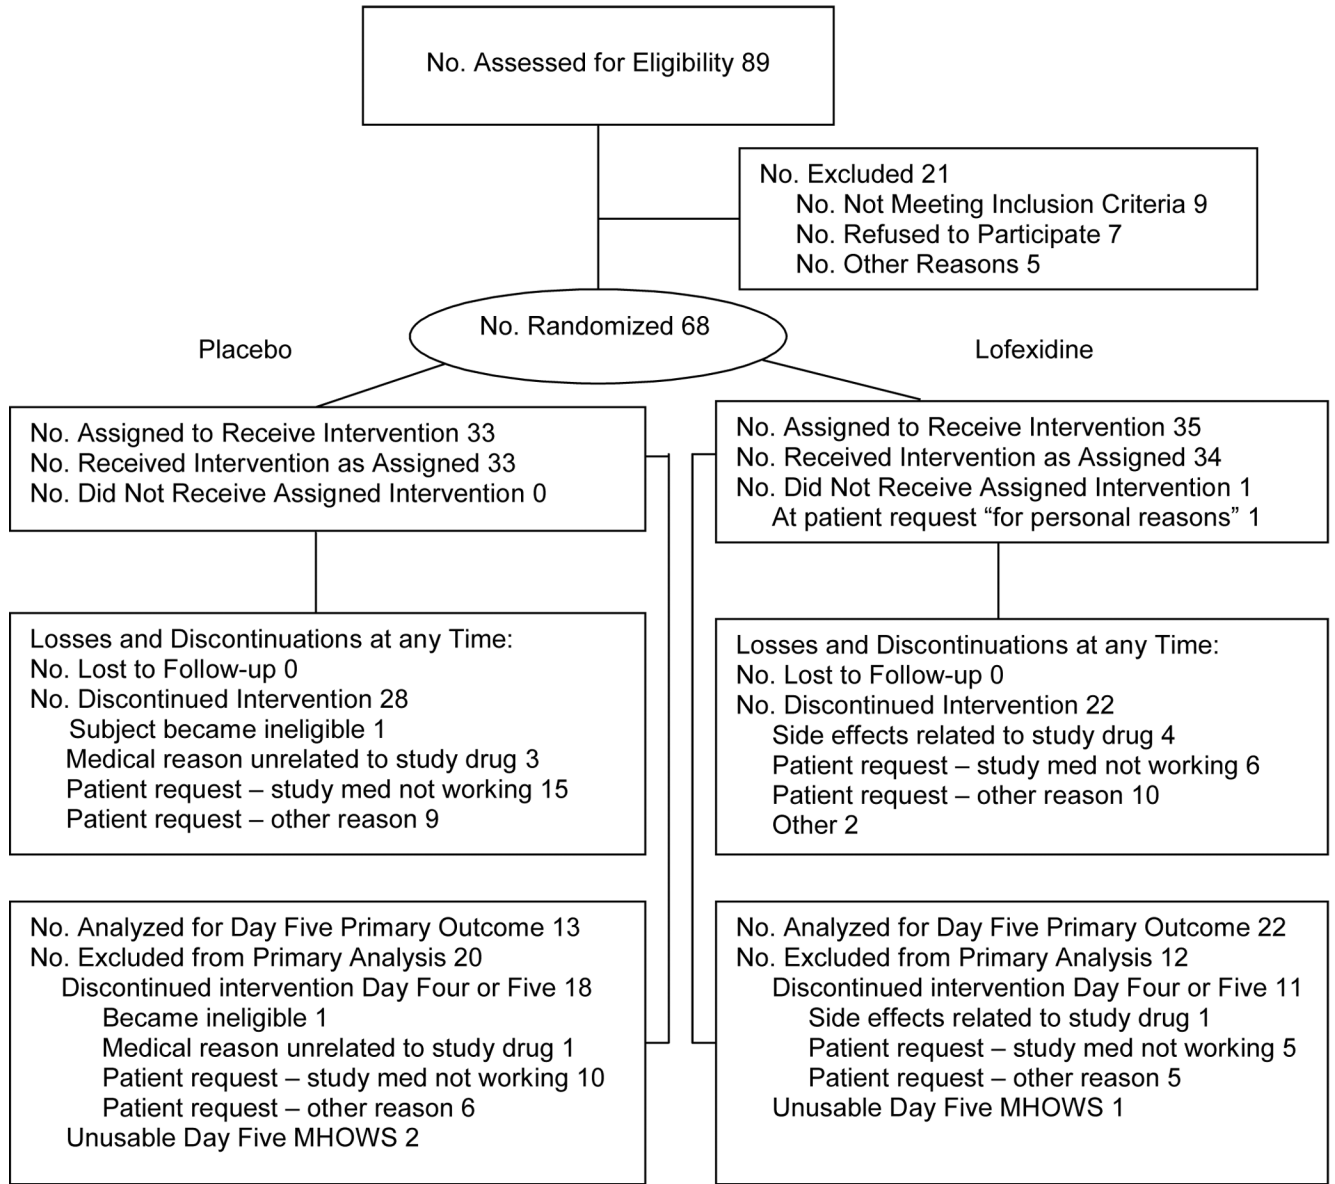 No. Assessed for Eligibility 89
No. Excluded 21
No. Not Meeting Inclusion Criteria 9
No. Refused to Participate 7
No. Other Reasons 5
No. Randomized 68
Placebo
Lofexidine
No. Assigned to Receive Intervention 33
No. Received Intervention as Assigned 33
No. Did Not Receive Assigned Intervention 0
No. Assigned to Receive Intervention 35
No. Received Intervention as Assigned 34
No. Did Not Receive Assigned Intervention 1
At patient request “for personal reasons” 1
Losses and Discontinuations at any Time:
No. Lost to Follow-up 0
No. Discontinued Intervention 28
Subject became ineligible 1
Medical reason unrelated to study drug 3
Patient request – study med not working 15
Patient request – other reason 9
Losses and Discontinuations at any Time:
No. Lost to Follow-up 0
No. Discontinued Intervention 22
Side effects related to study drug 4
Patient request – study med not working 6
Patient request – other reason 10
Other 2
No. Analyzed for Day Five Primary Outcome 13
No. Excluded from Primary Analysis 20
Discontinued intervention Day Four or Five 18
Became ineligible 1
Medical reason unrelated to study drug 1
Patient request – study med not working 10
Patient request – other reason 6
Unusable Day Five MHOWS 2
No. Analyzed for Day Five Primary Outcome 22
No. Excluded from Primary Analysis 12
Discontinued intervention Day Four or Five 11
Side effects related to study drug 1
Patient request – study med not working 5
Patient request – other reason 5
Unusable Day Five MHOWS 1